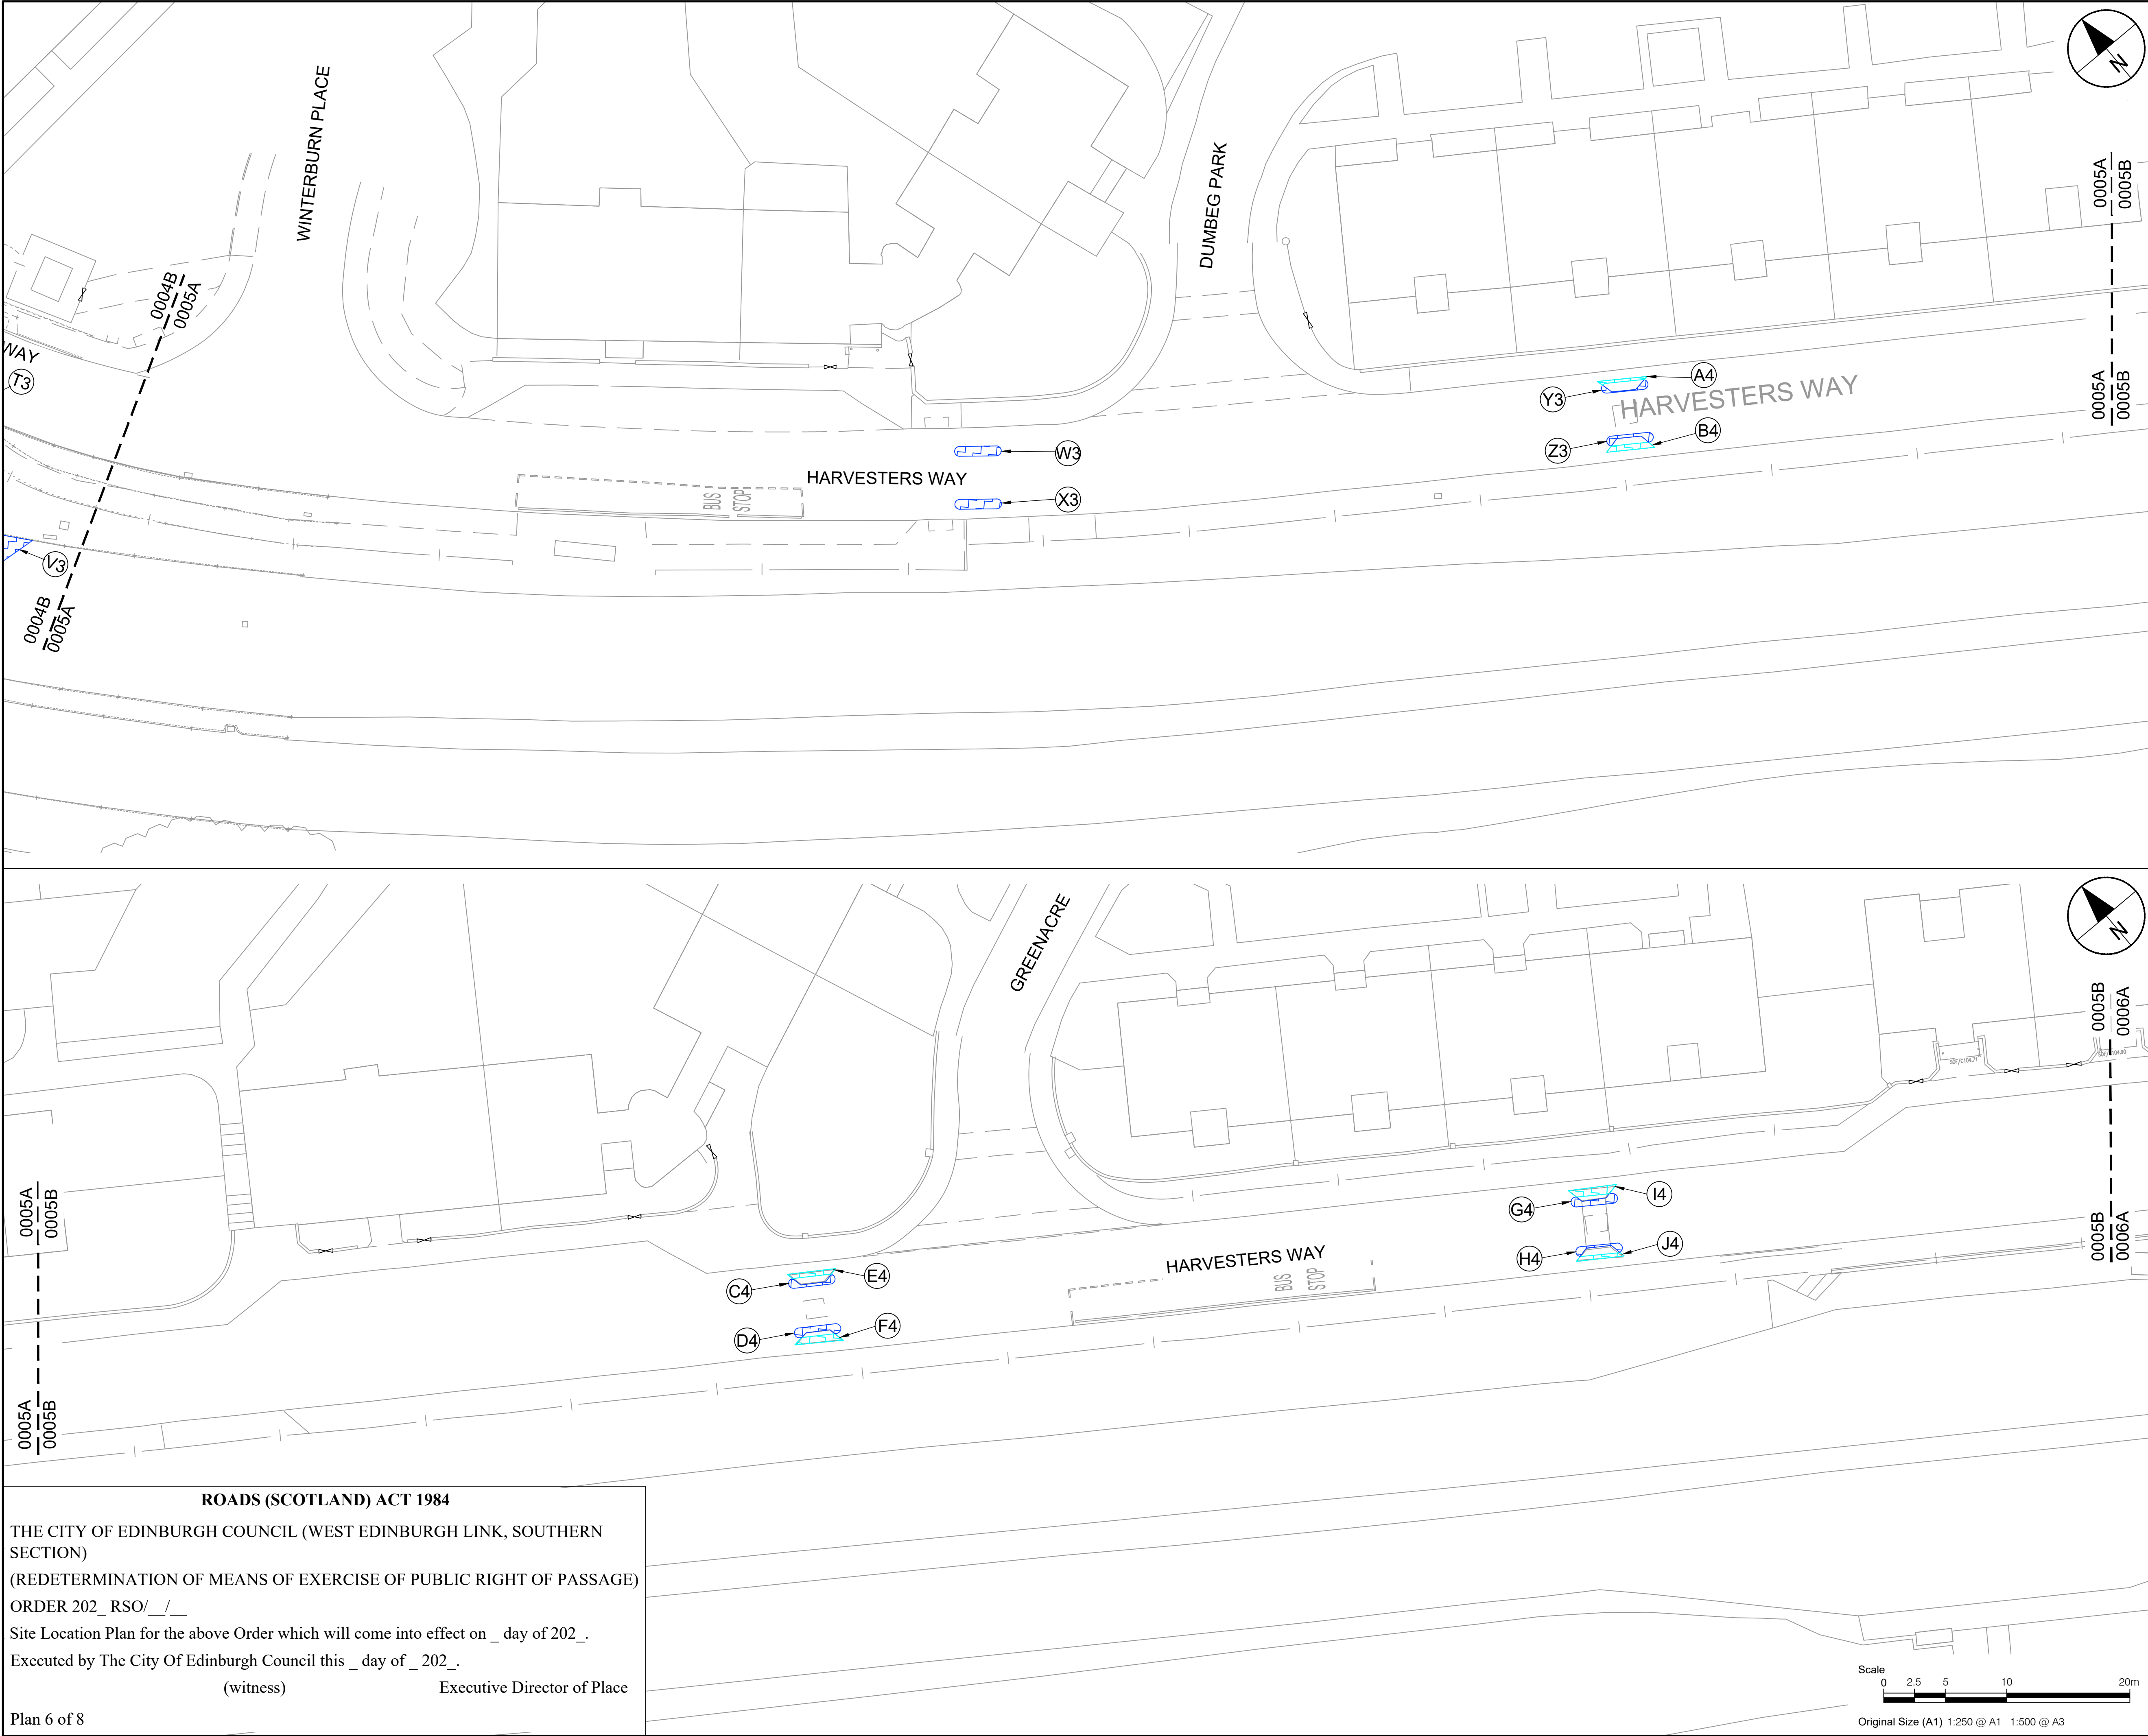 WINTERBURN PLACE
DUMBEG PARK
N
0004B
0005A
0005A
0005B
WAY
T3
A4
Y3
HARVESTERS WAY
0005A
0005B
B4
Z3
W3
HARVESTERS WAY
BUS
STOP
X3
V3
0004B
0005A
GREENACRE
N
0005B
0006A
SOF/C104.71
0005A
0005B
I4
G4
0005B
0006A
J4
H4
HARVESTERS WAY
BUS
STOP
E4
C4
F4
D4
0005A
0005B
ROADS (SCOTLAND) ACT 1984
THE CITY OF EDINBURGH COUNCIL (WEST EDINBURGH LINK, SOUTHERN
SECTION)
(REDETERMINATION OF MEANS OF EXERCISE OF PUBLIC RIGHT OF PASSAGE)
ORDER 202_ RSO/__/__
Site Location Plan for the above Order which will come into effect on _ day of 202_.
Executed by The City Of Edinburgh Council this _ day of _ 202_.
(witness) Executive Director of Place
Plan 6 of 8
Scale
0 2.5 5 10 20m
Original Size (A1) 1:250 @ A1 1:500 @ A3